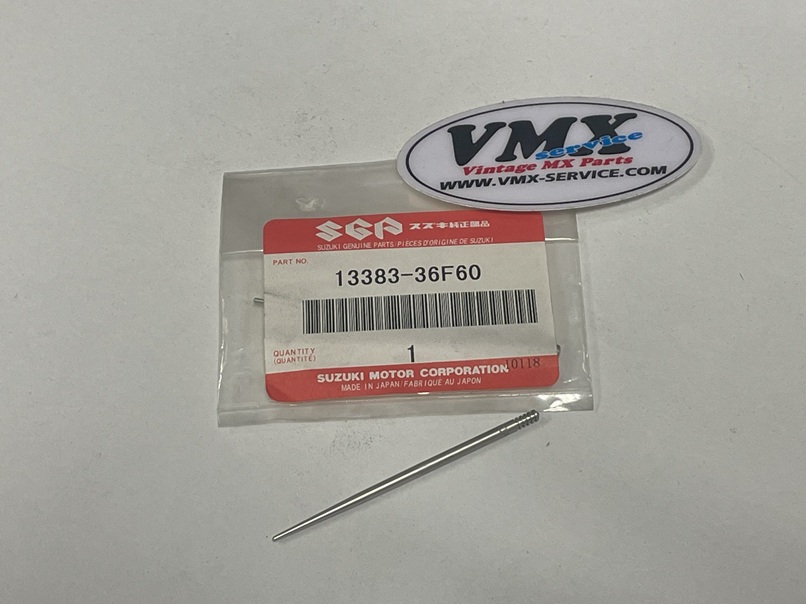 VMX
service
Vintage MX Parts
WWW.VMX-SERVICE.COM
SGP スズキ純正部品
SUZUKI GENUINE PARTS/PIÈCES D'ORIGINE DE SUZUKI
PART NO.
13383-36F60
QUANTITY
(QUANTITÉ)
1
10118
SUZUKI MOTOR CORPORATION
MADE IN JAPAN/FABRIQUÉ AU JAPON